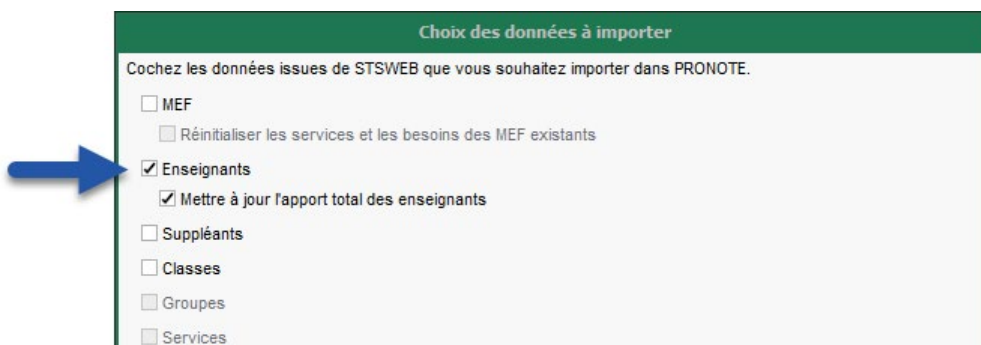 Choix des données à importer
Cochez les données issues de STSWEB que vous souhaitez importer dans PRONOTE.
MEF
Réinitialiser les services et les besoins des MEF existants
Enseignants
Mettre à jour l'apport total des enseignants
Suppléants
Classes
Groupes
Services